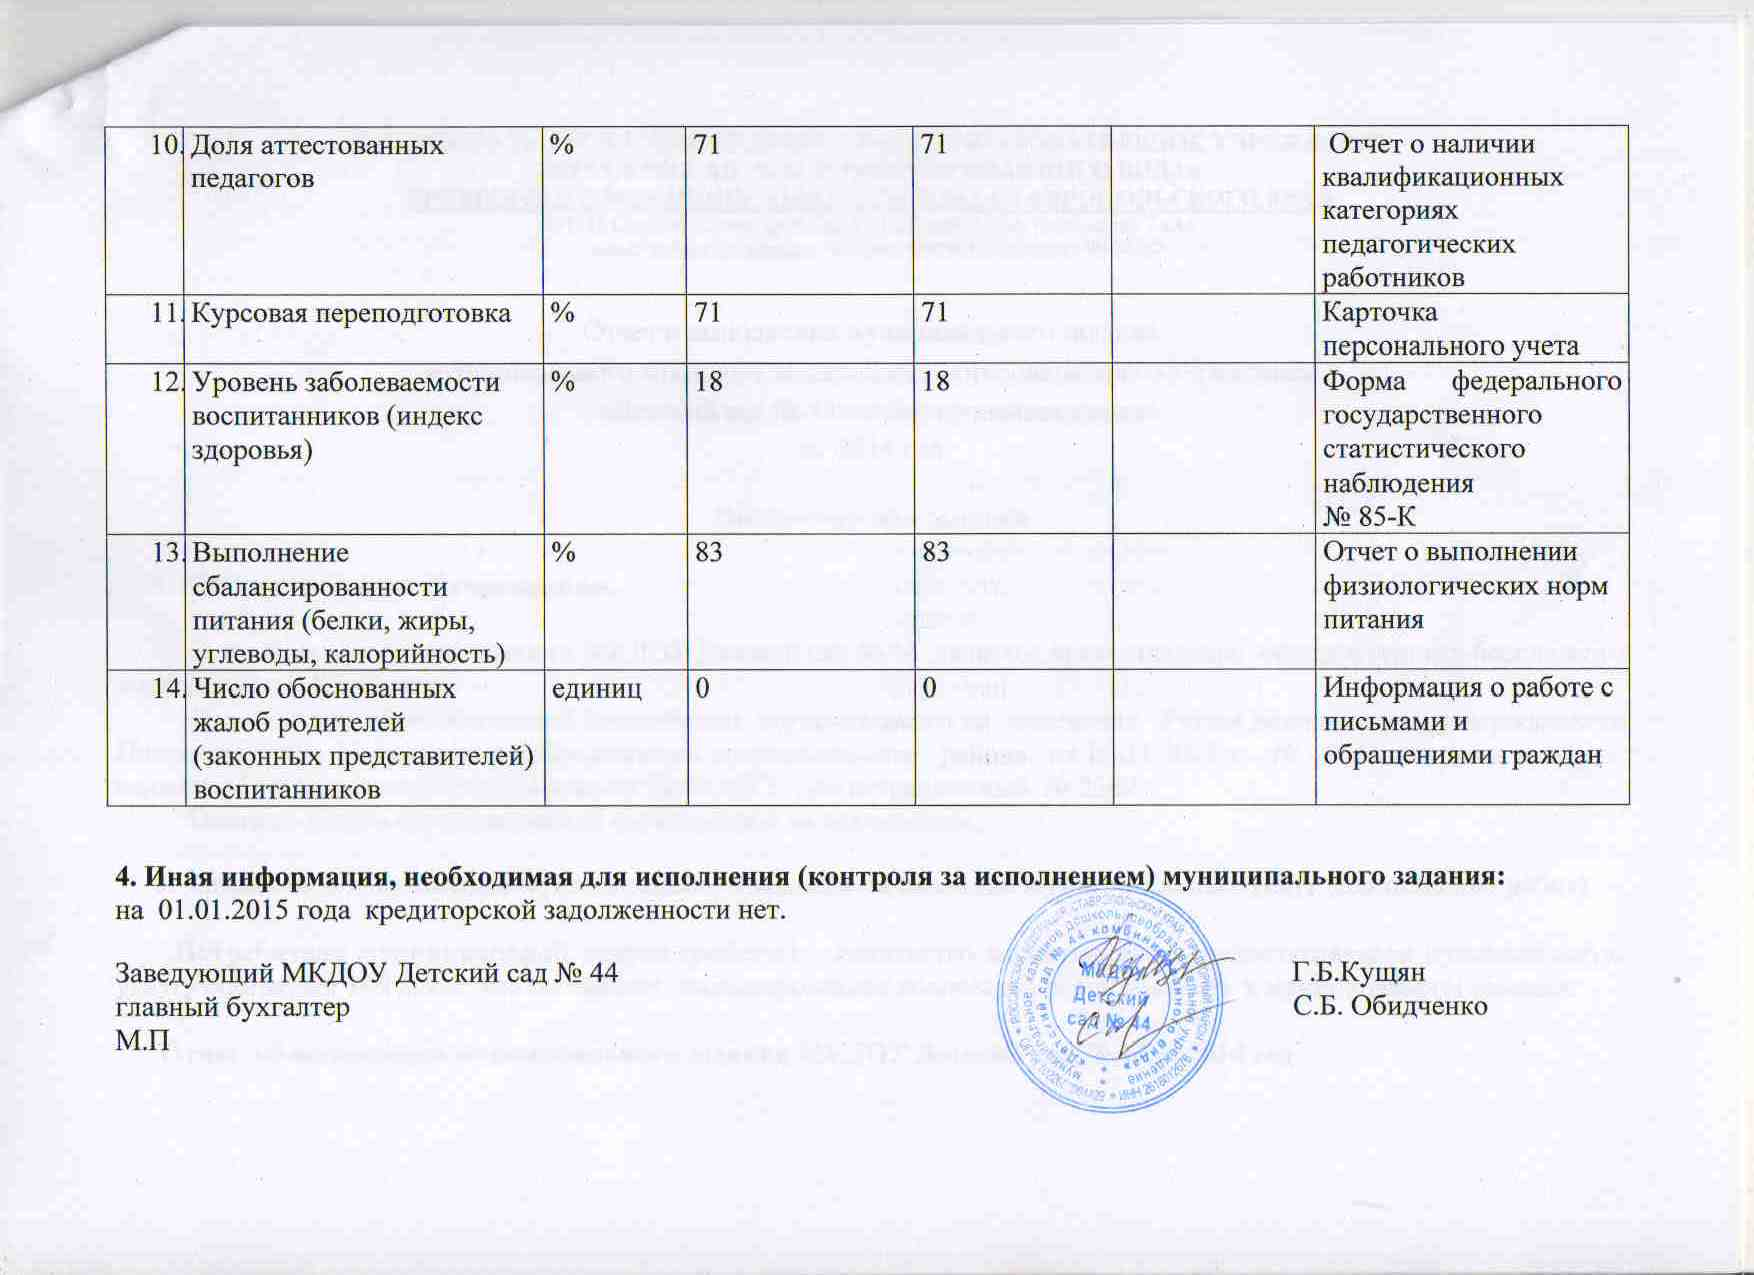 10. Доля аттестованных % 71 71 Отчет о наличии
педагогов квалификационных
категориях
педагогических
работников
11. Курсовая переподготовка % 71 71 Карточка
персонального учета
12. Уровень заболеваемости % 18 18 Форма федерального
воспитанников (индекс государственного
здоровья) статистического
наблюдения
№ 85-К
13. Выполнение % 83 83 Отчет о выполнении
сбалансированности физиологических норм
питания (белки, жиры, питания
углеводы, калорийность)
14. Число обоснованных единиц 0 0 Информация о работе с
жалоб родителей письмами и
(законных представителей) обращениями граждан
воспитанников
4. Иная информация, необходимая для исполнения (контроля за исполнением) муниципального задания:
на 01.01.2015 года кредиторской задолженности нет.
Заведующий МКДОУ Детский сад № 44 Г.Б.Кущян
главный бухгалтер С.Б. Обидченко
М.П
МКДОУ
Детский
сад № 44